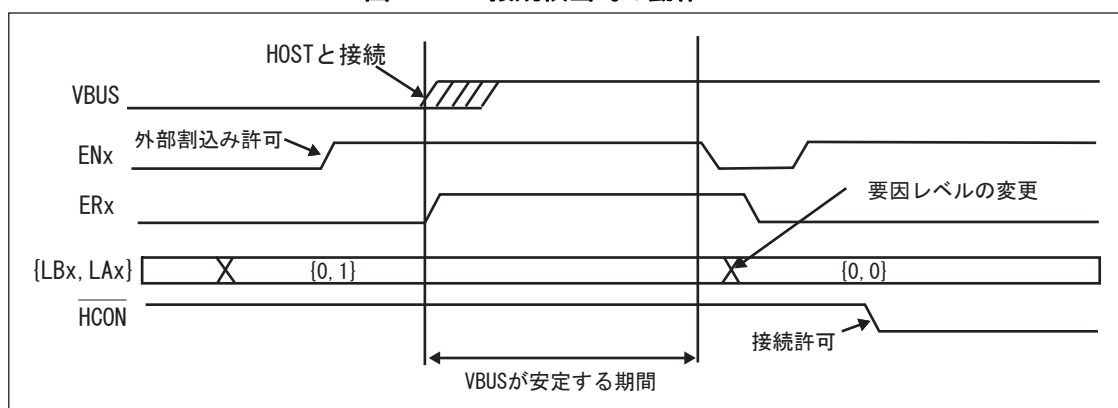 HOSTと接続
VBUS
外部割込み許可
ENx
ERx
要因レベルの変更
{LBx, LAx}
{0, 1}
{0, 0}
HCON
接続許可
VBUSが安定する期間